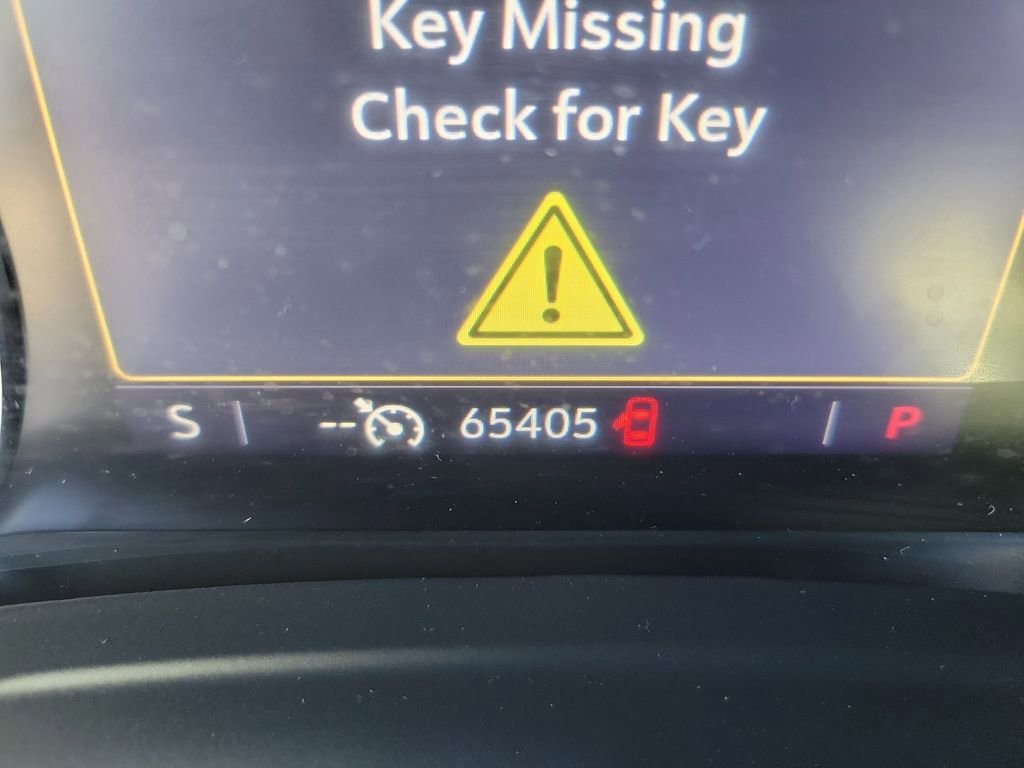 Key Missing
Check for Key
!
S -- 65405 P